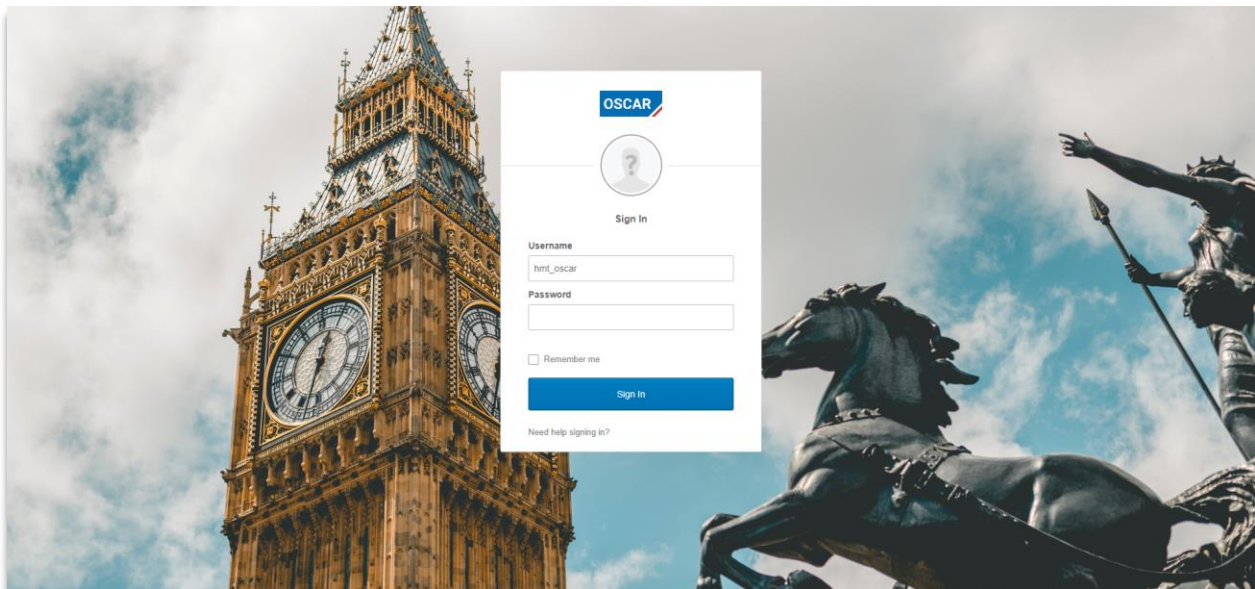 OSCAR
?
Sign In
Username
hmt_oscar
Password
Remember me
Sign In
Need help signing in?